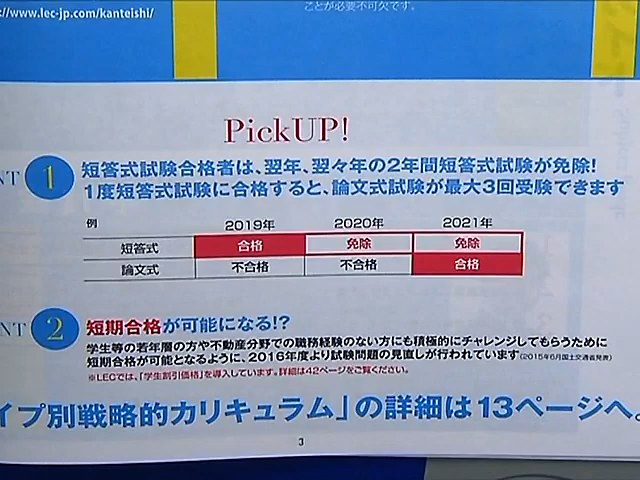 ://www.lec-jp.com/kanteishi/
ことが必要不可欠です。
PickUP!
NT 1
短答式試験合格者は、翌年、翌々年の2年間短答式試験が免除!
1度短答式試験に合格すると、論文式試験が最大3回受験できます
例 2019年 2020年 2021年
短答式 合格 免除 免除
論文式 不合格 不合格 合格
NT 2
短期合格が可能になる!?
学生等の若年層の方や不動産分野での職務経験のない方にも積極的にチャレンジしてもらうために
短期合格が可能となるように、2016年度より試験問題の見直しが行われています(2015年6月国土交通省発表)
※LECでは、「学生割引価格」を導入しています。詳細は42ページをご覧ください。
イプ別戦略的カリキュラム」の詳細は13ページへ。
3